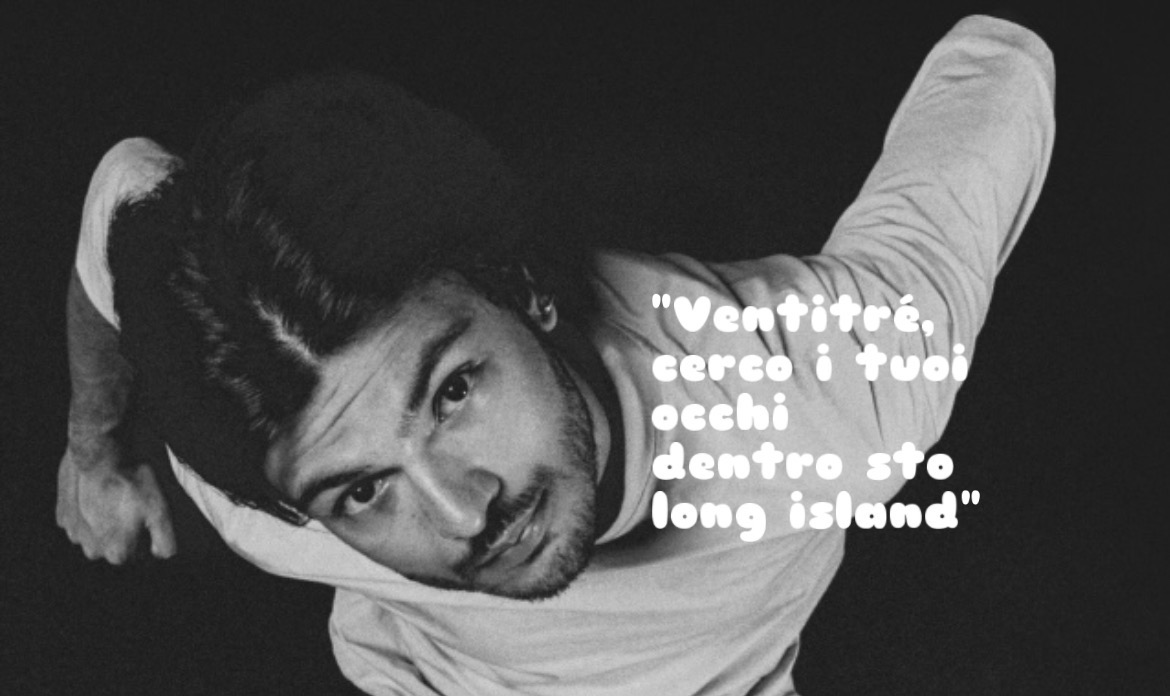 "Ventitré,
cerco i tuoi
occhi
dentro sto
long island"